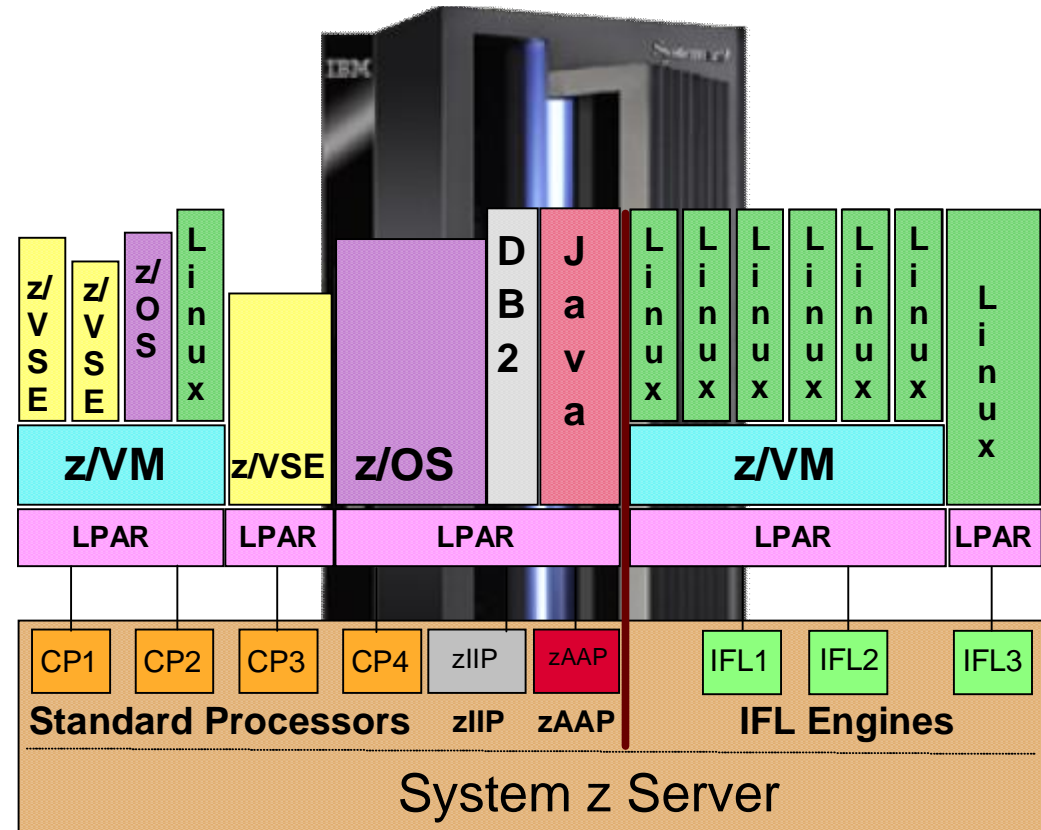 IBM
System z
z/VSE
z/VSE
z/OS
Linux
DB2
Java
Linux
Linux
Linux
Linux
Linux
Linux
Linux
z/VM
z/VSE
z/OS
z/VM
LPAR
LPAR
LPAR
LPAR
LPAR
CP1
CP2
CP3
CP4
zIIP
zAAP
IFL1
IFL2
IFL3
Standard Processors
zIIP
zAAP
IFL Engines
System z Server